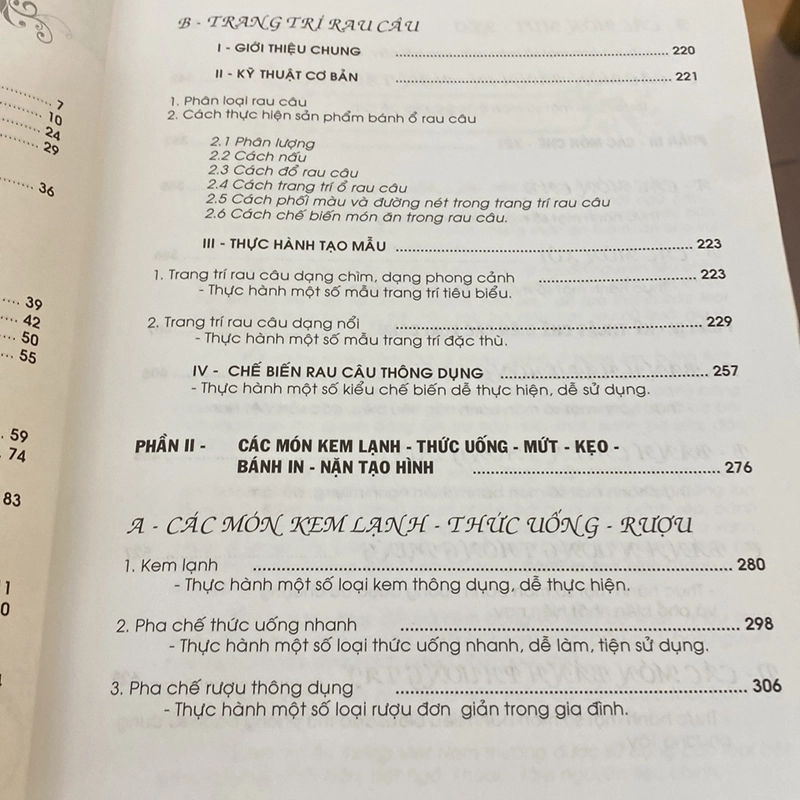 7
10
24
29
36
39
42
50
55
59
74
83
B - TRANG TRÍ RAU CÂU
I - GIỚI THIỆU CHUNG ........ 220
II - KỸ THUẬT CƠ BẢN ........ 221
1. Phân loại rau câu
2. Cách thực hiện sản phẩm bánh ổ rau câu
2.1 Phân lượng
2.2 Cách nấu
2.3 Cách đổ rau câu
2.4 Cách trang trí ổ rau câu
2.5 Cách phối màu và đường nét trong trang trí rau câu
2.6 Cách chế biến món ăn trong rau câu.
III - THỰC HÀNH TẠO MẪU ........ 223
1. Trang trí rau câu dạng chìm, dạng phong cảnh ........ 223
- Thực hành một số mẫu trang trí tiêu biểu.
2. Trang trí rau câu dạng nổi ........ 229
- Thực hành một số mẫu trang trí đặc thù.
IV - CHẾ BIẾN RAU CÂU THÔNG DỤNG ........ 257
- Thực hành một số kiểu chế biến dễ thực hiện, dễ sử dụng.
PHẦN II - CÁC MÓN KEM LẠNH - THỨC UỐNG - MỨT - KẸO -
BÁNH IN - NẶN TẠO HÌNH ........ 276
A - CÁC MÓN KEM LẠNH - THỨC UỐNG - RƯỢU
1. Kem lạnh ........ 280
- Thực hành một số loại kem thông dụng, dễ thực hiện.
2. Pha chế thức uống nhanh ........ 298
- Thực hành một số loại thức uống nhanh, dễ làm, tiện sử dụng.
3. Pha chế rượu thông dụng ........ 306
- Thực hành một số loại rượu đơn giản trong gia đình.